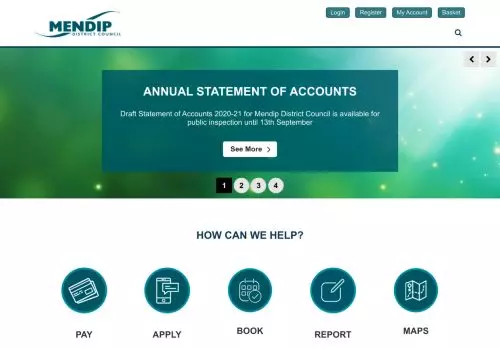 MENDIP
DISTRICT COUNCIL
Login Register My Account Basket
ANNUAL STATEMENT OF ACCOUNTS
Draft Statement of Accounts 2020-21 for Mendip District Council is available for
public inspection until 13th September
See More
1 2 3 4
HOW CAN WE HELP?
PAY APPLY BOOK REPORT MAPS